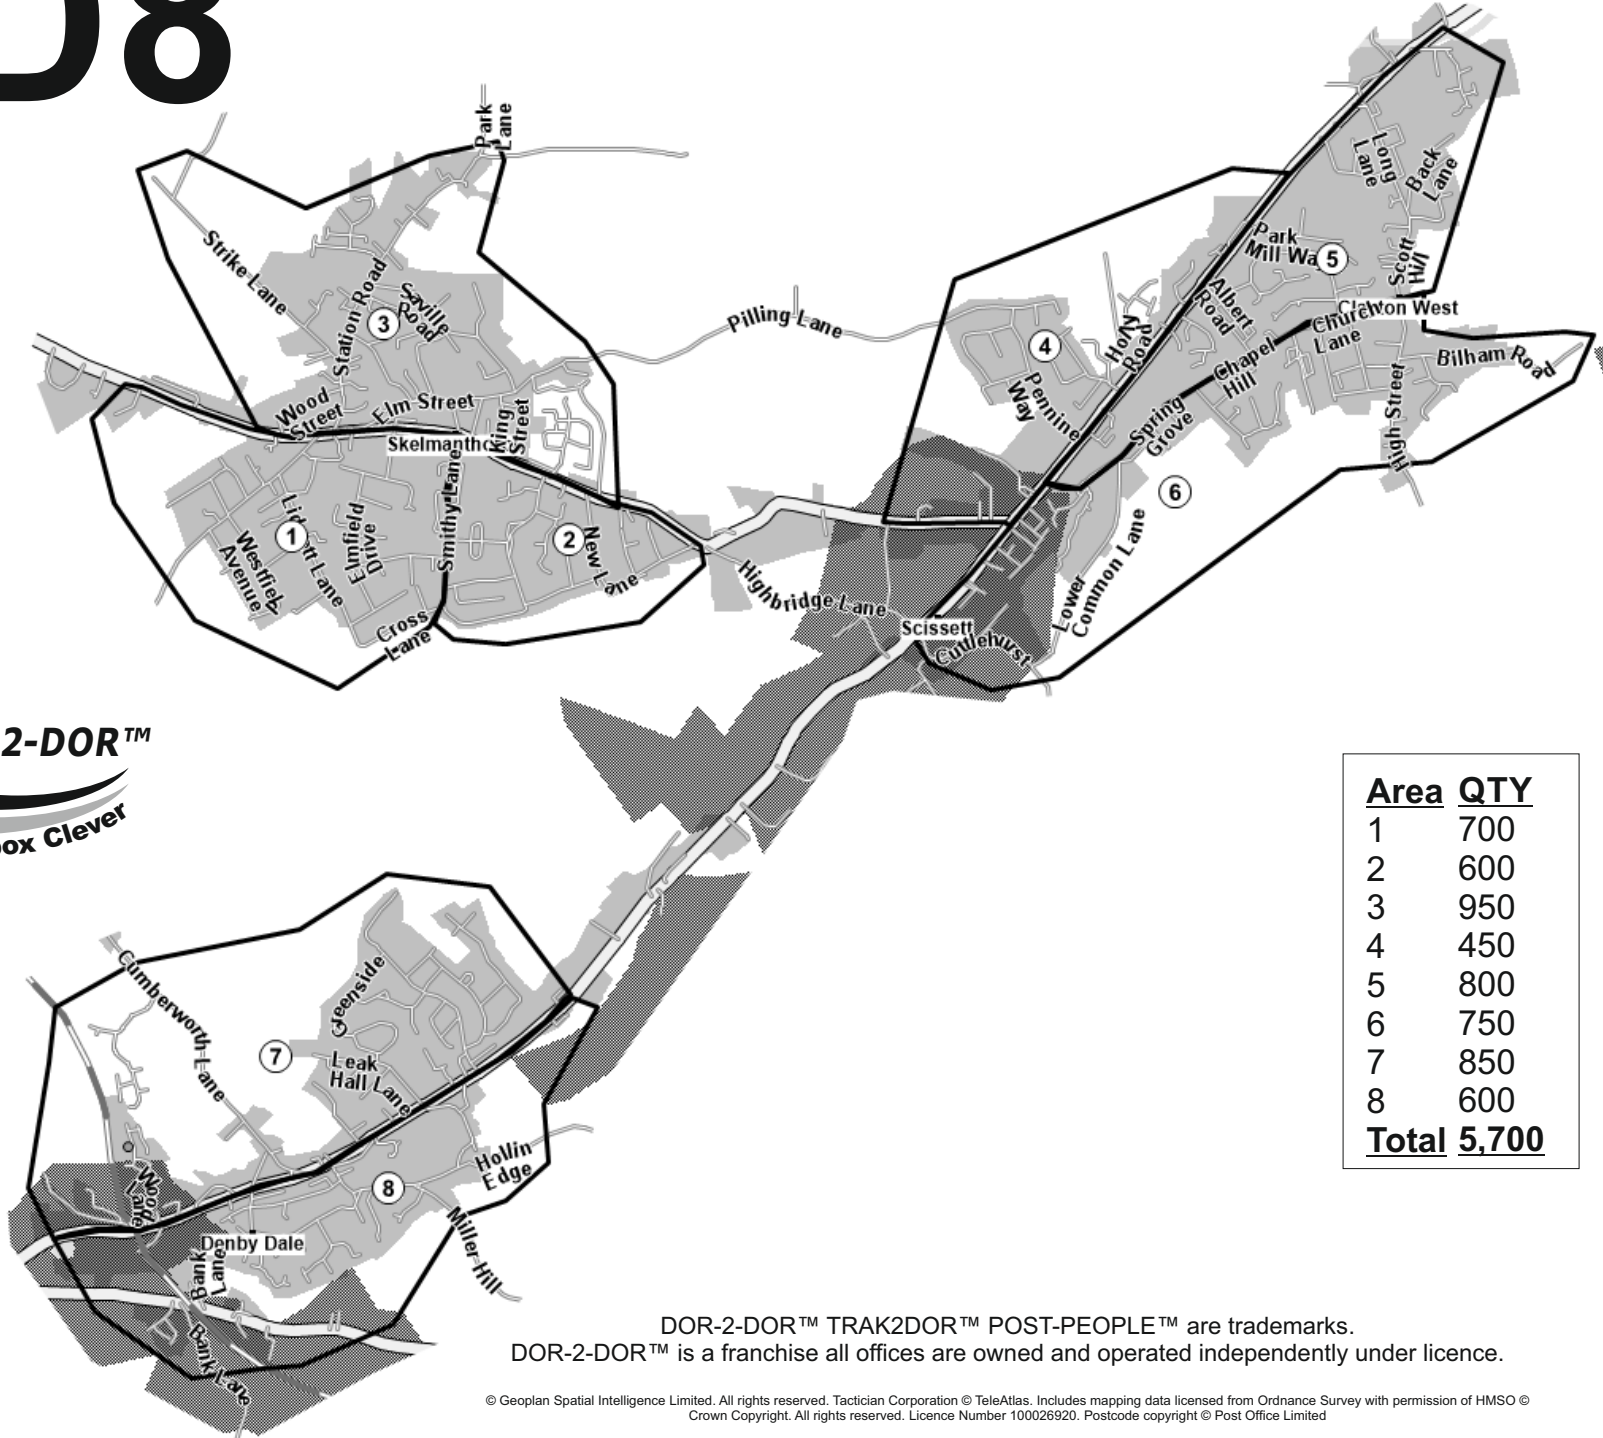 D8
Park
Lane
Strike Lane
Station Road
Saville
Road
3
Wood
Street
Elm Street
King
Street
Pilling Lane
1
Elmfield
Drive
Smithy Lane
2
New Lane
Cross
Lane
Highbridge Lane
Long
Lane
Back
Lane
Park
5
Scott
Hill
Albert
Road
Clayton West
Church
Lane
Bilham Road
4
Holly
Road
Pennine
Way
Chapel
Hill
Spring
Grove
High Street
6
Lower
Common Lane
Scissett
Cuttlehurst
2-DOR™
ox Clever
Area QTY
1 700
2 600
3 950
4 450
5 800
6 750
7 850
8 600
Total 5,700
Cumberworth Lane
Greenside
7
Leak
Hall Lane
8
Hollin
Edge
Miller Hill
Wood
Lane
Denby Dale
Bank
Lane
Bank Lane
DOR-2-DOR™ TRAK2DOR™ POST-PEOPLE™ are trademarks.
DOR-2-DOR™ is a franchise all offices are owned and operated independently under licence.
© Geoplan Spatial Intelligence Limited. All rights reserved. Tactician Corporation © TeleAtlas. Includes mapping data licensed from Ordnance Survey with permission of HMSO ©
Crown Copyright. All rights reserved. Licence Number 100026920. Postcode copyright © Post Office Limited